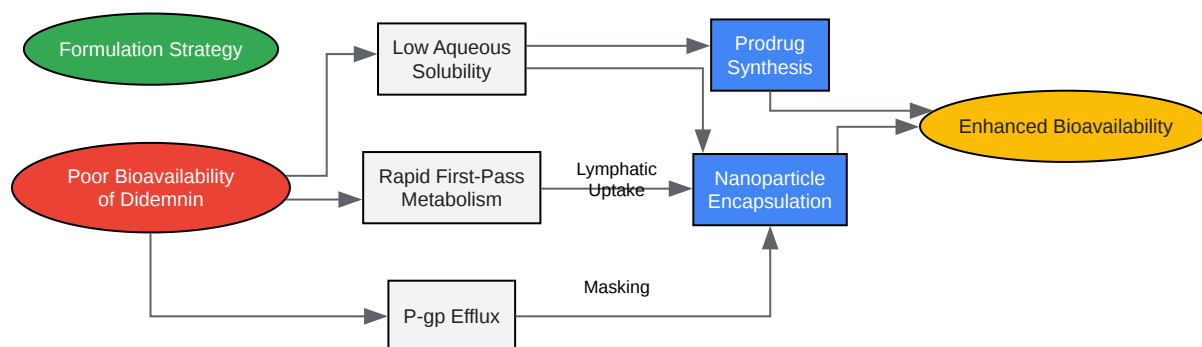 Formulation Strategy
Low Aqueous
Solubility
Prodrug
Synthesis
Enhanced Bioavailability
Poor Bioavailability
of Didemnin
Rapid First-Pass
Metabolism
Lymphatic
Uptake
Nanoparticle
Encapsulation
Masking
P-gp Efflux